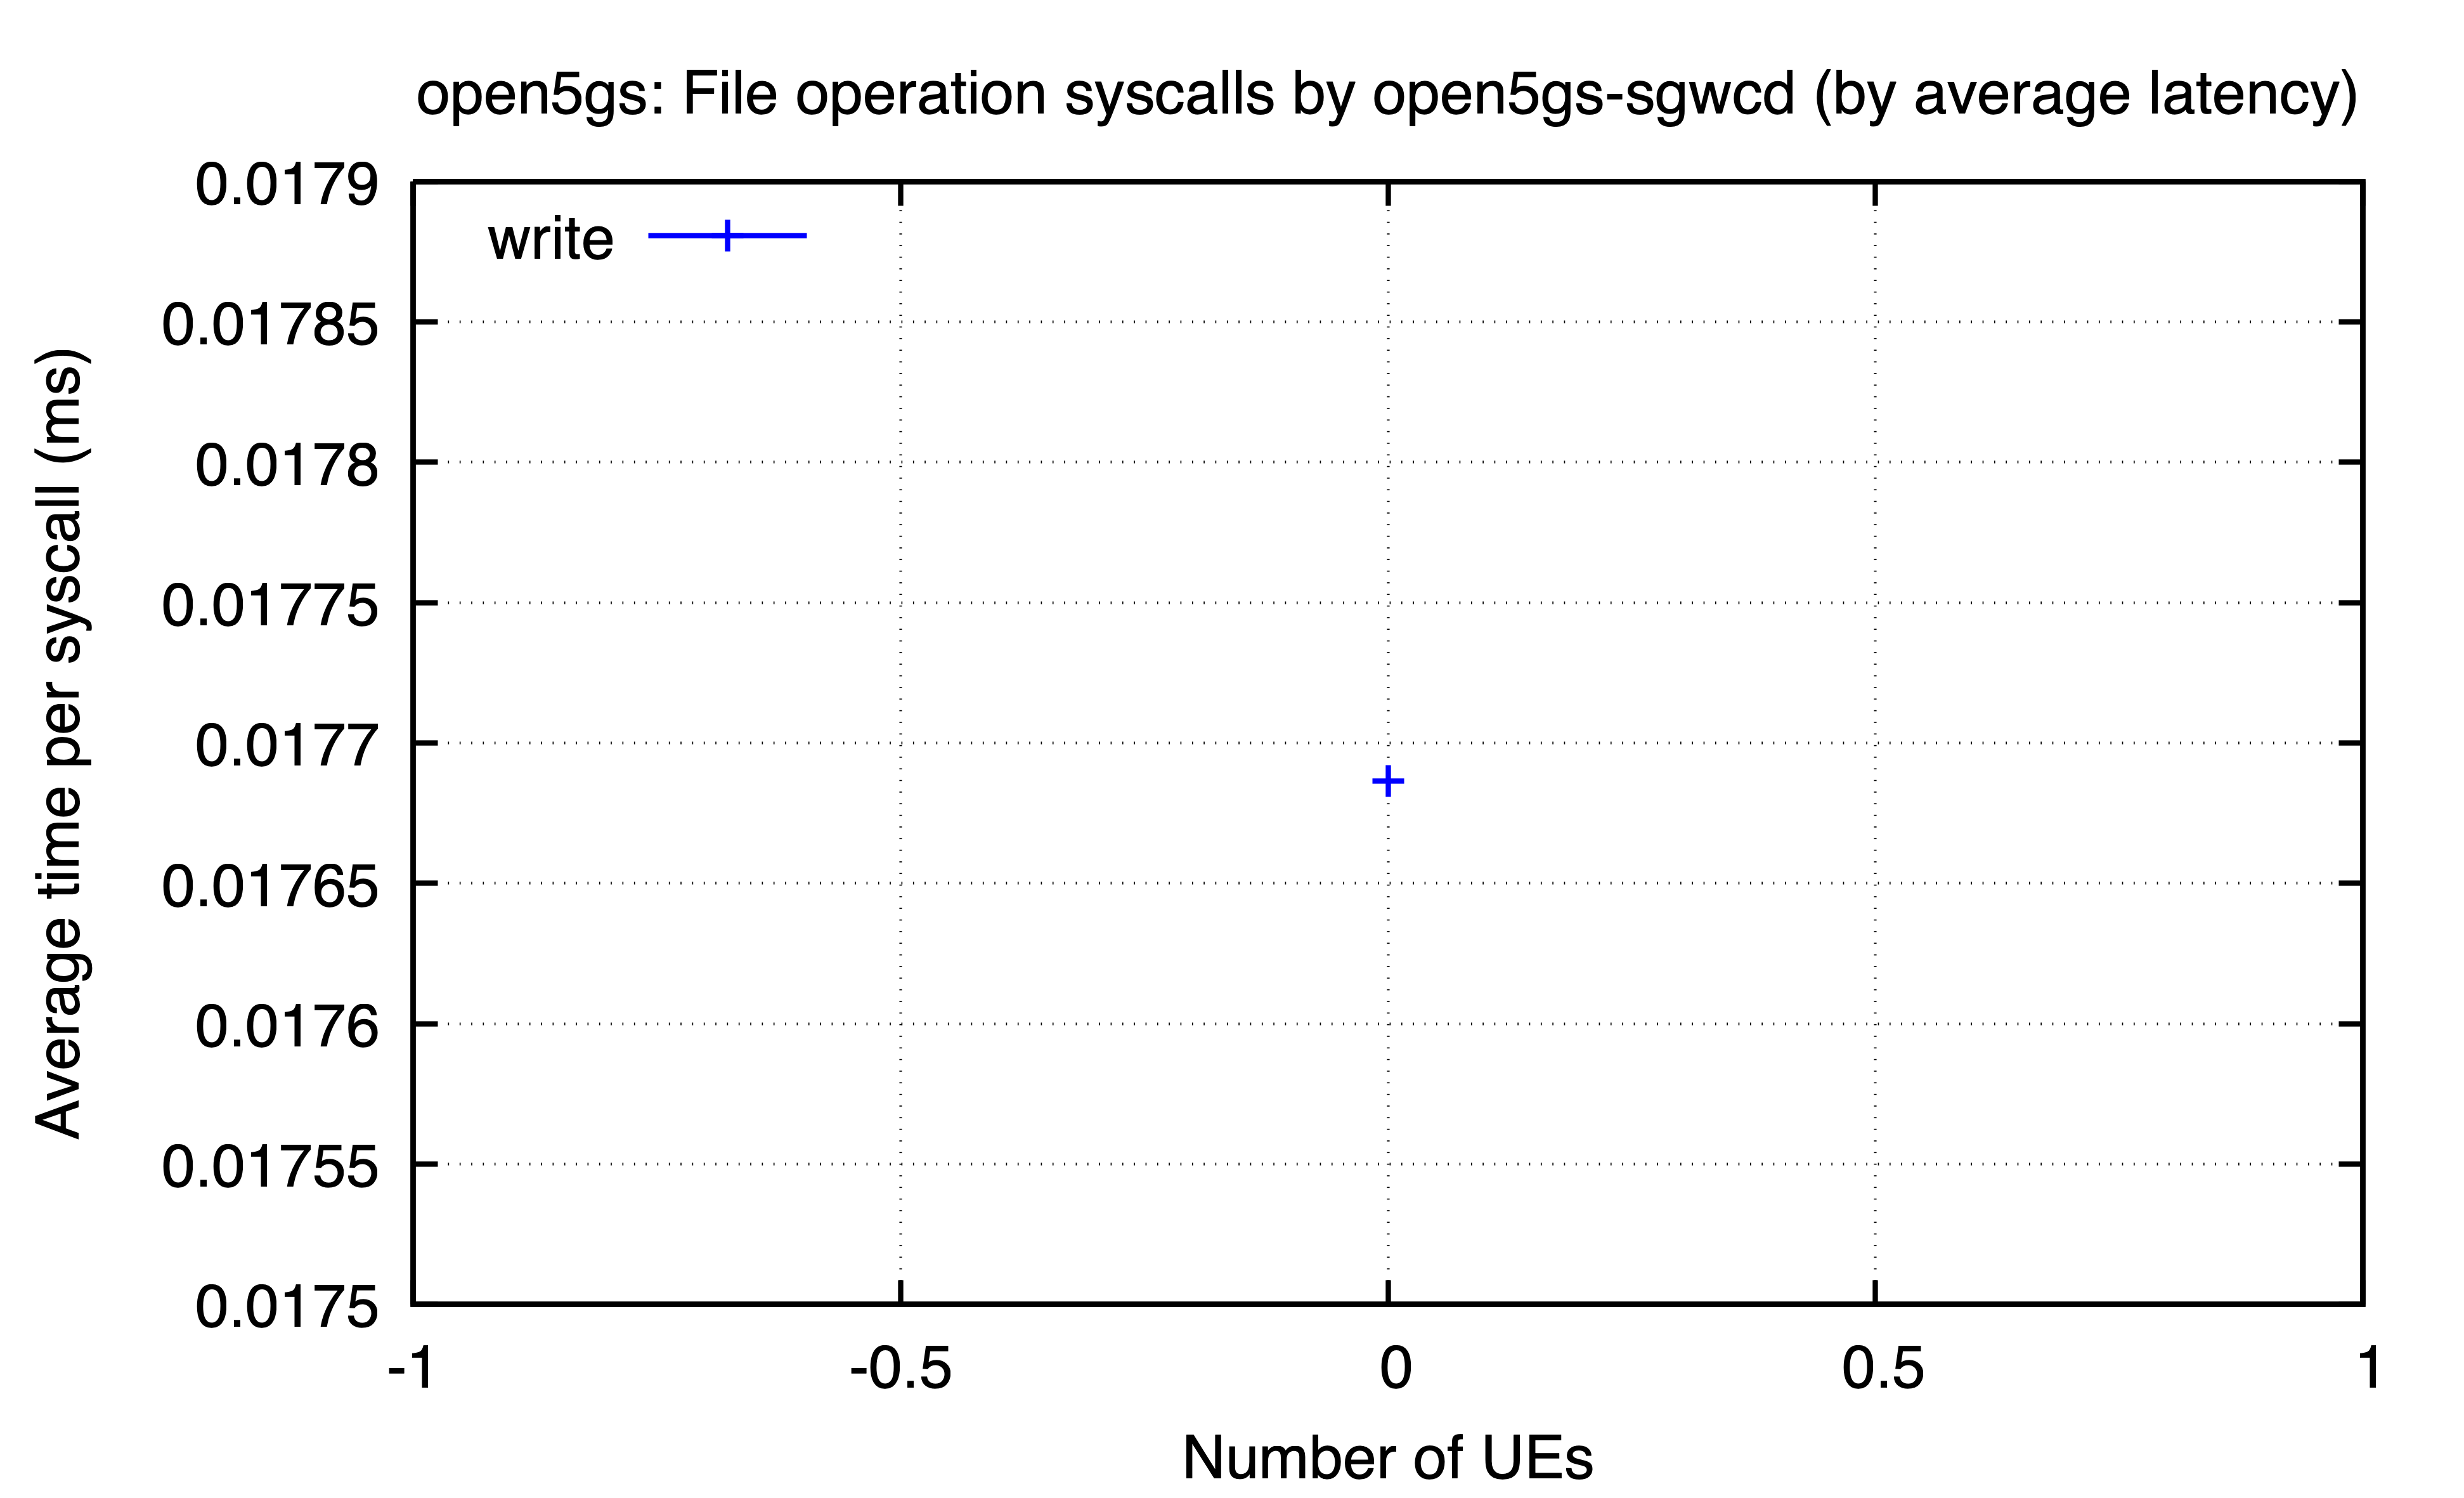 open5gs: File operation syscalls by open5gs-sgwcd (by average latency)
0.0179
write
0.01785
0.0178
0.01775
0.0177
0.01765
0.0176
0.01755
0.0175
Average time per syscall (ms)
-1 -0.5 0 0.5 1
Number of UEs